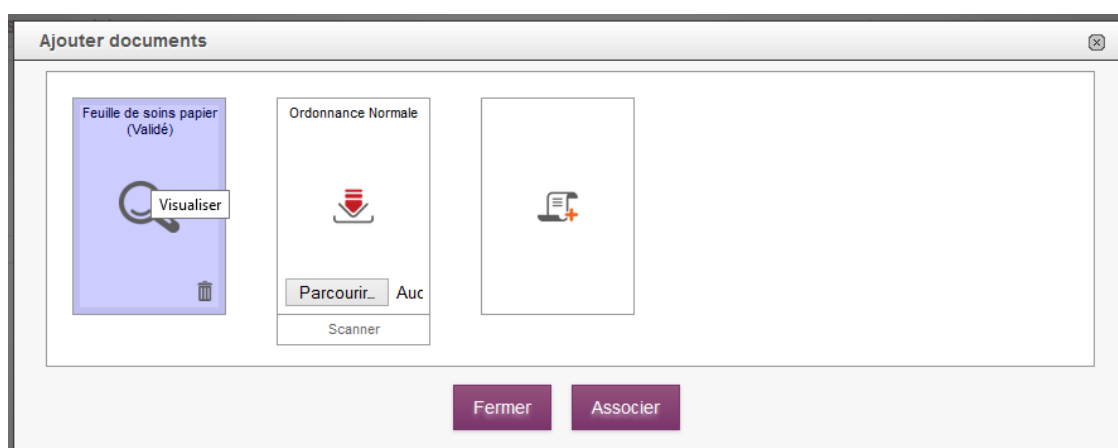 Ajouter documents
Feuille de soins papier
(Validé)
Visualiser
Ordonnance Normale
Parcourir... Auc
Scanner
Fermer
Associer